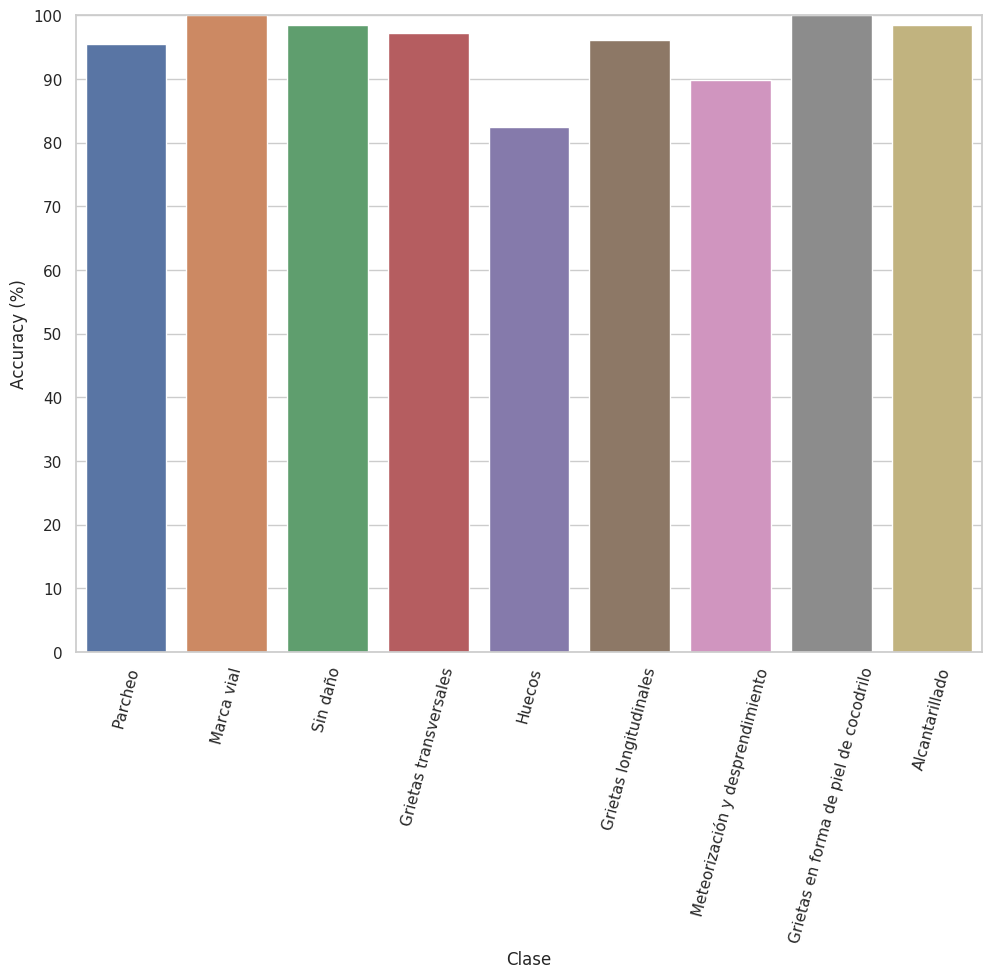 100
90
80
70
60
50
40
30
20
10
0
Accuracy (%)
Parcheo
Marca vial
Sin daño
Grietas transversales
Huecos
Grietas longitudinales
Meteorización y desprendimiento
Grietas en forma de piel de cocodrilo
Alcantarillado
Clase